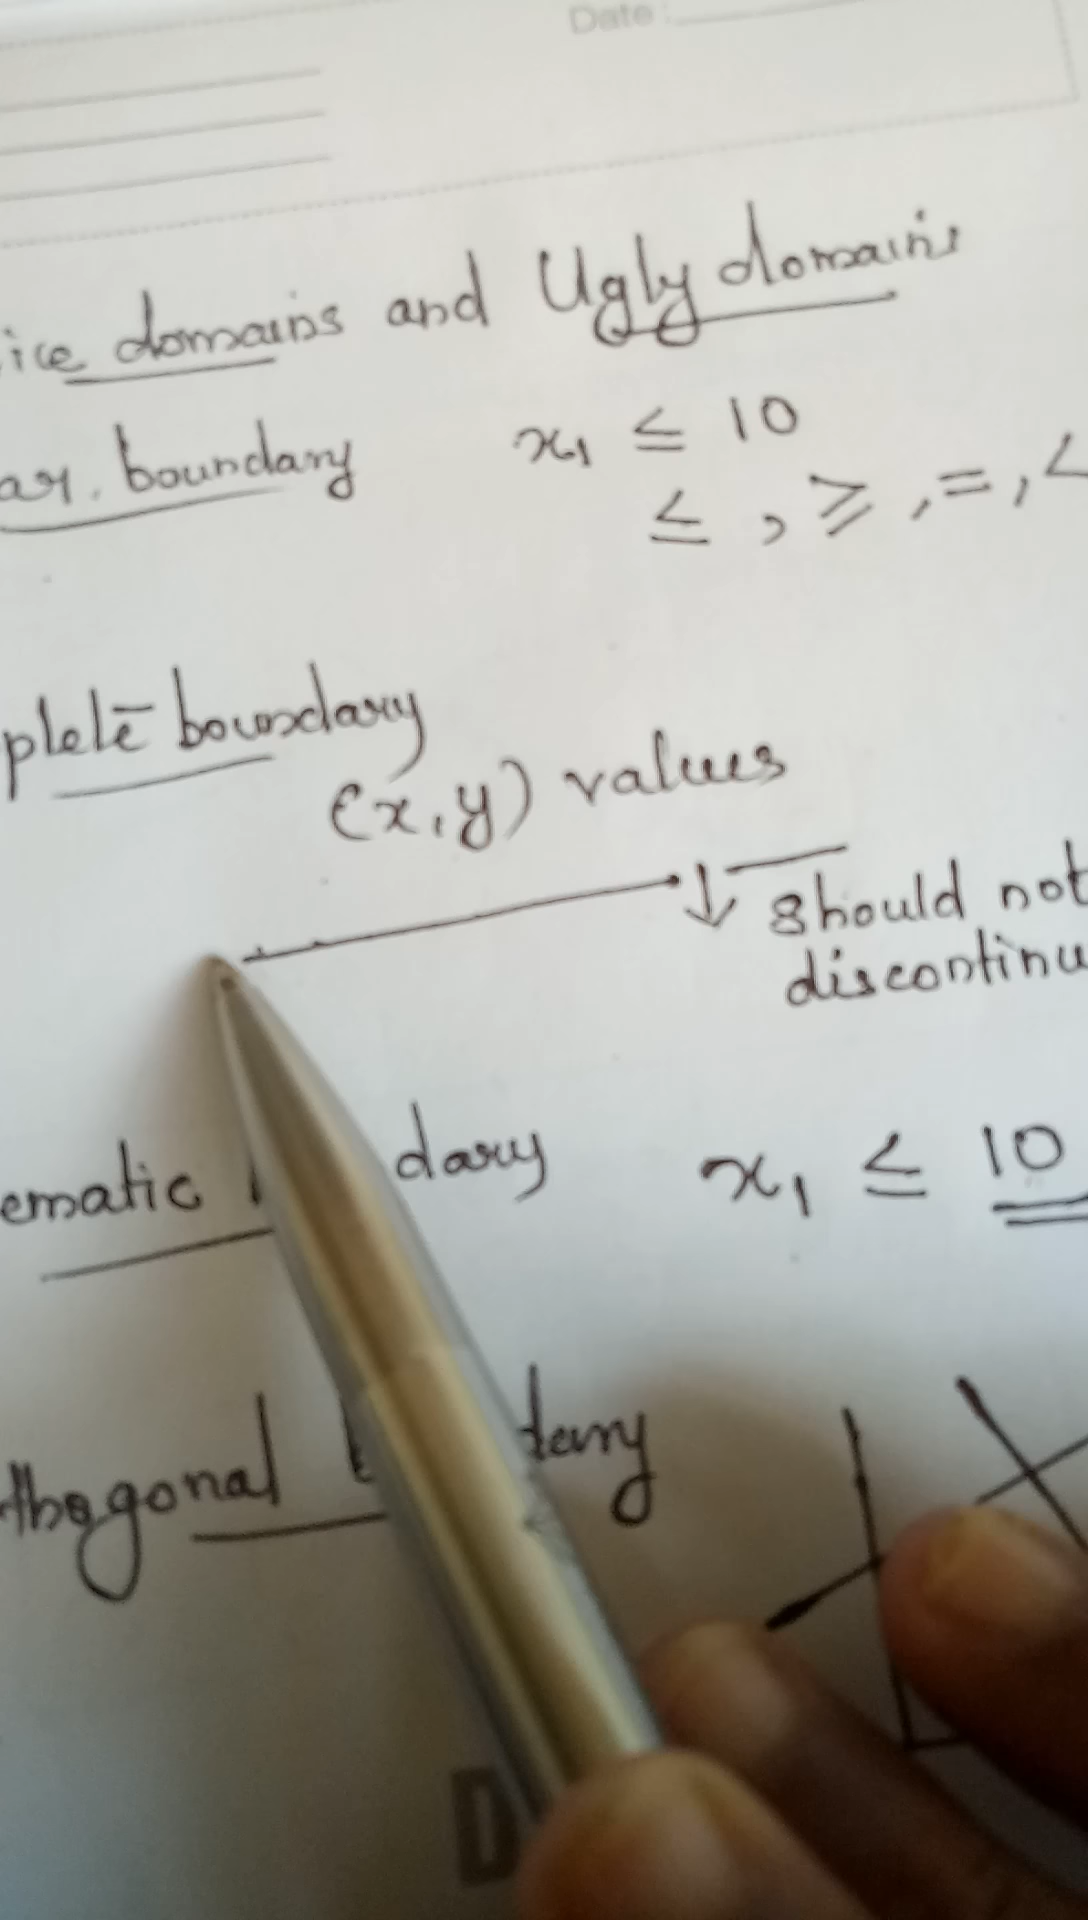 Date:
ice domains and Ugly domains
ar. boundary x₁ ≤ 10
≤ , ≥ , = , <
plete boundary
(x, y) values
should not
discontinu
ematic dary x₁ ≤ 10
thogonal dary
D